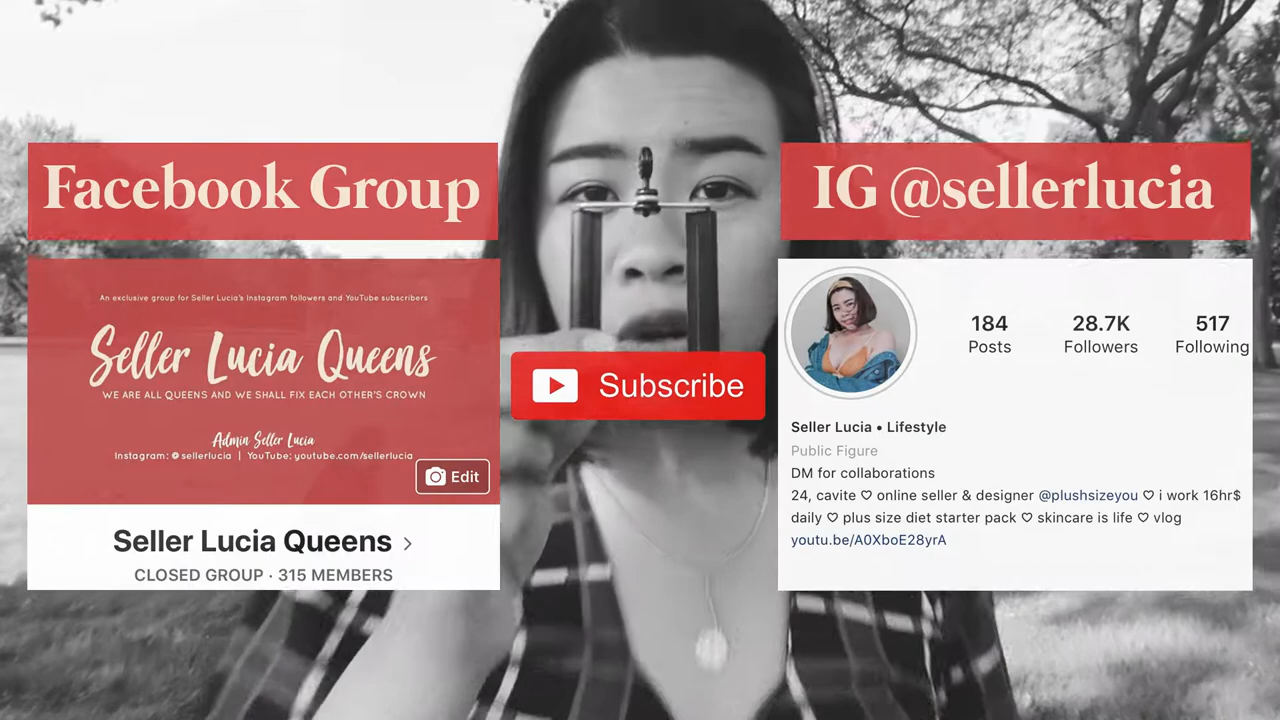 Facebook Group
An exclusive group for Seller Lucia's Instagram followers and YouTube subscribers
Seller Lucia Queens
WE ARE ALL QUEENS AND WE SHALL FIX EACH OTHER'S CROWN
Admin Seller Lucia
Instagram: @sellerlucia | YouTube: youtube.com/sellerlucia
Edit
Seller Lucia Queens >
CLOSED GROUP · 315 MEMBERS
Subscribe
IG @sellerlucia
184 28.7K 517
Posts Followers Following
Seller Lucia • Lifestyle
Public Figure
DM for collaborations
24, cavite ♡ online seller & designer @plushsizeyou ♡ i work 16hr$
daily ♡ plus size diet starter pack ♡ skincare is life ♡ vlog
youtu.be/A0XboE28yrA